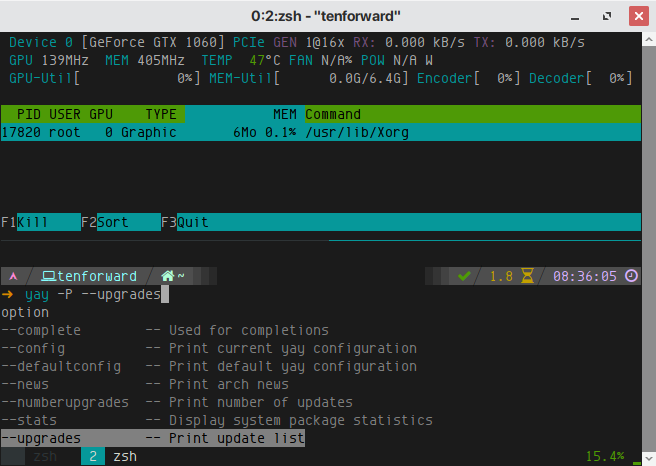 0:2:zsh - "tenforward"
Device 0 [GeForce GTX 1060] PCIe GEN 1@16x RX: 0.000 kB/s TX: 0.000 kB/s
GPU 139MHz MEM 405MHz TEMP 47°C FAN N/A% POW N/A W
GPU-Util[ 0%] MEM-Util[ 0.0G/6.4G] Encoder[ 0%] Decoder[ 0%]
PID USER GPU TYPE MEM Command
17820 root 0 Graphic 6Mo 0.1% /usr/lib/Xorg
F1Kill F2Sort F3Quit
tenforward ~ ✔ 1.8 08:36:05
➜ yay -P --upgrades
option
--complete -- Used for completions
--config -- Print current yay configuration
--defaultconfig -- Print default yay configuration
--news -- Print arch news
--numberupgrades -- Print number of updates
--stats -- Display system package statistics
--upgrades -- Print update list
zsh 2 zsh 15.4%